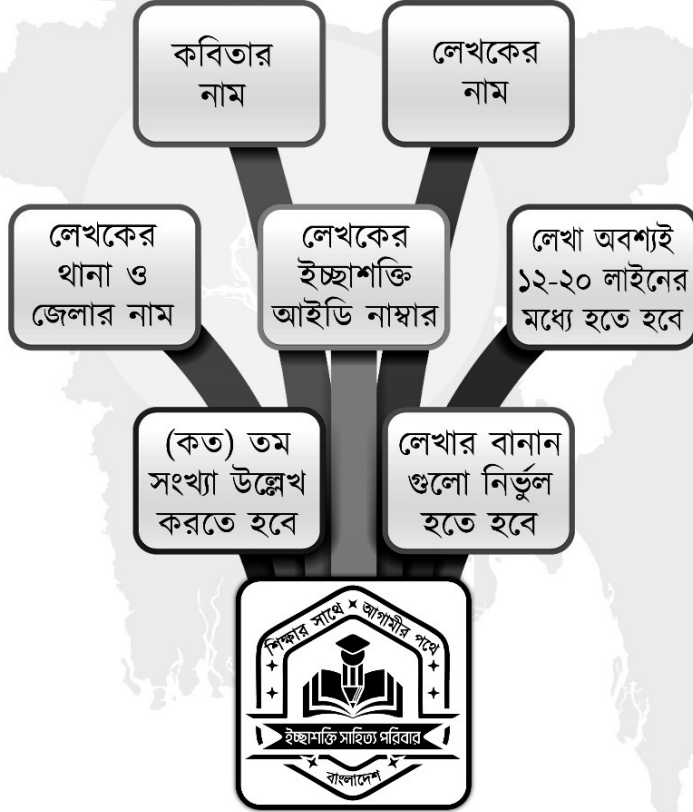 কবিতার
নাম
লেখকের
নাম
লেখকের
থানা ও
জেলার নাম
লেখকের
ইচ্ছাশক্তি
আইডি নাম্বার
লেখা অবশ্যই
১২-২০ লাইনের
মধ্যে হতে হবে
(কত) তম
সংখ্যা উল্লেখ
করতে হবে
লেখার বানান
গুলো নির্ভুল
হতে হবে
শিক্ষার সাথে × আগামীর পথে
ইচ্ছাশক্তি সাহিত্য পরিবার
বাংলাদেশ